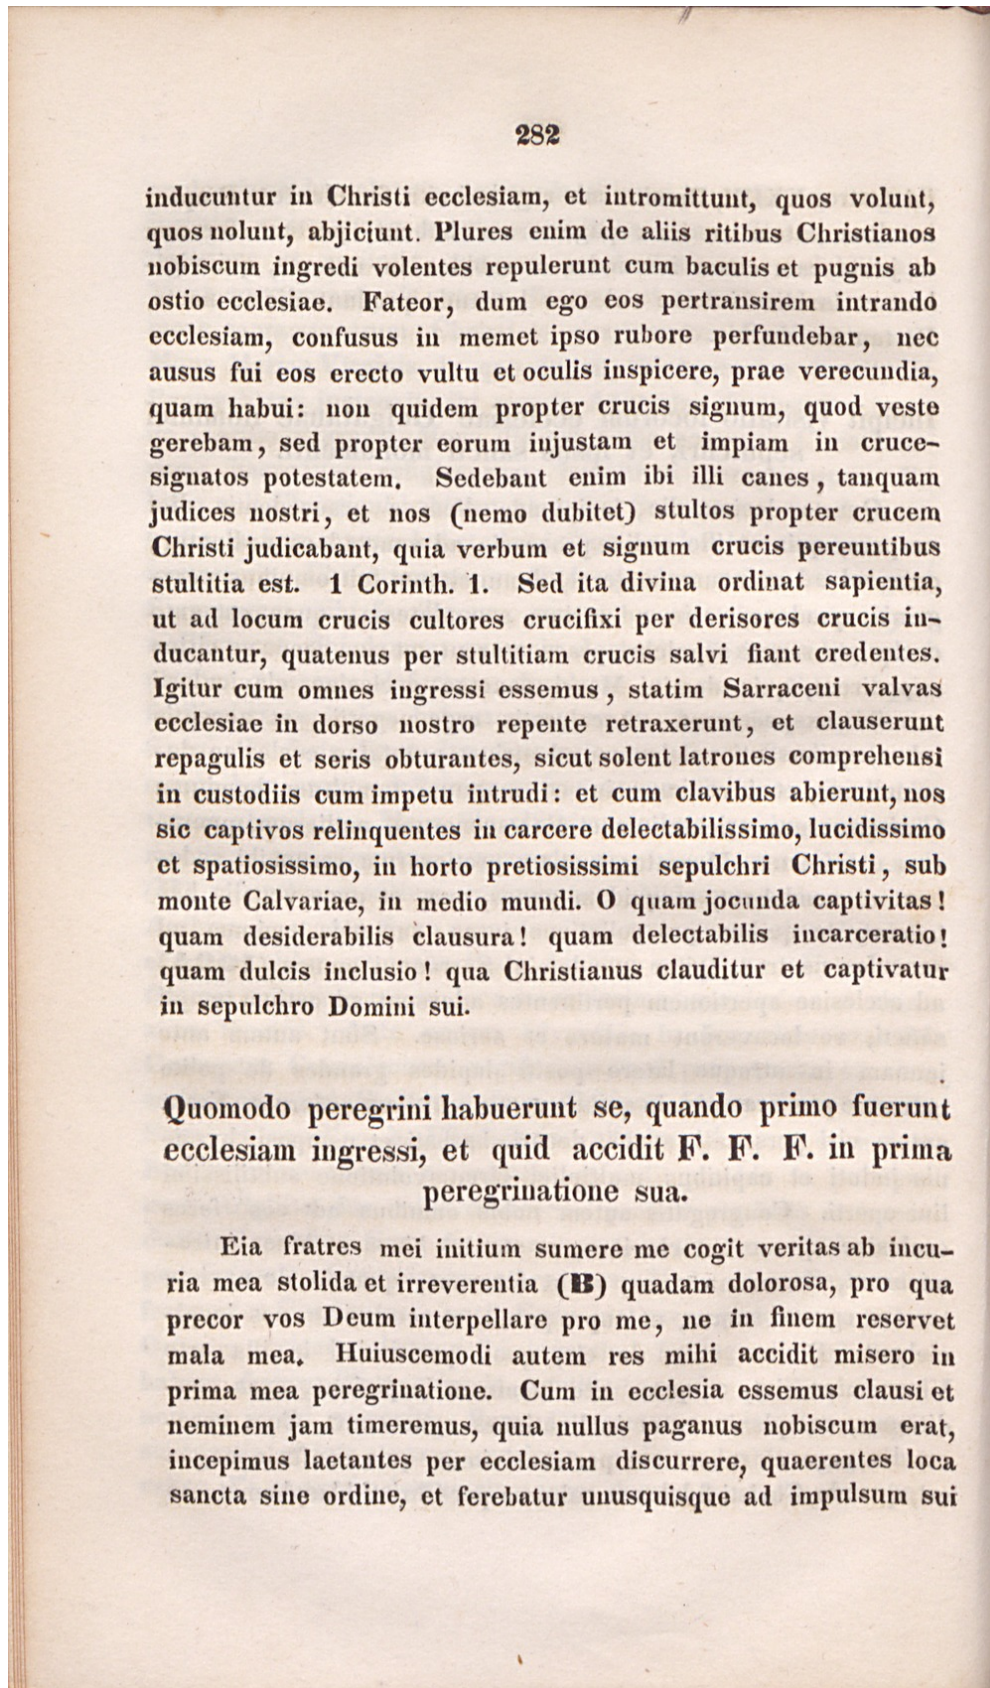 282
inducuntur in Christi ecclesiam, et intromittunt, quos volunt,
quos nolunt, abjiciunt. Plures enim de aliis ritibus Christianos
nobiscum ingredi volentes repulerunt cum baculis et pugnis ab
ostio ecclesiae. Fateor, dum ego eos pertransirem intrando
ecclesiam, confusus in memet ipso rubore perfundebar, nec
ausus fui eos erecto vultu et oculis inspicere, prae verecundia,
quam habui: non quidem propter crucis signum, quod veste
gerebam, sed propter eorum injustam et impiam in cruce-
signatos potestatem. Sedebant enim ibi illi canes, tanquam
judices nostri, et nos (nemo dubitet) stultos propter crucem
Christi judicabant, quia verbum et signum crucis pereuntibus
stultitia est. 1 Corinth. 1. Sed ita divina ordinat sapientia,
ut ad locum crucis cultores crucifixi per derisores crucis in-
ducantur, quatenus per stultitiam crucis salvi fiant credentes.
Igitur cum omnes ingressi essemus, statim Sarraceni valvas
ecclesiae in dorso nostro repente retraxerunt, et clauserunt
repagulis et seris obturantes, sicut solent latrones comprehensi
in custodiis cum impetu intrudi: et cum clavibus abierunt, nos
sic captivos relinquentes in carcere delectabilissimo, lucidissimo
et spatiosissimo, in horto pretiosissimi sepulchri Christi, sub
monte Calvariae, in medio mundi. O quam jocunda captivitas!
quam desiderabilis clausura! quam delectabilis incarceratio!
quam dulcis inclusio! qua Christianus clauditur et captivatur
in sepulchro Domini sui.
Quomodo peregrini habuerunt se, quando primo fuerunt
ecclesiam ingressi, et quid accidit F. F. F. in prima
peregrinatione sua.
Eia fratres mei initium sumere me cogit veritas ab incu-
ria mea stolida et irreverentia (B) quadam dolorosa, pro qua
precor vos Deum interpellare pro me, ne in finem reservet
mala mea. Huiuscemodi autem res mihi accidit misero in
prima mea peregrinatione. Cum in ecclesia essemus clausi et
neminem jam timeremus, quia nullus paganus nobiscum erat,
incepimus laetantes per ecclesiam discurrere, quaerentes loca
sancta sine ordine, et ferebatur unusquisque ad impulsum sui